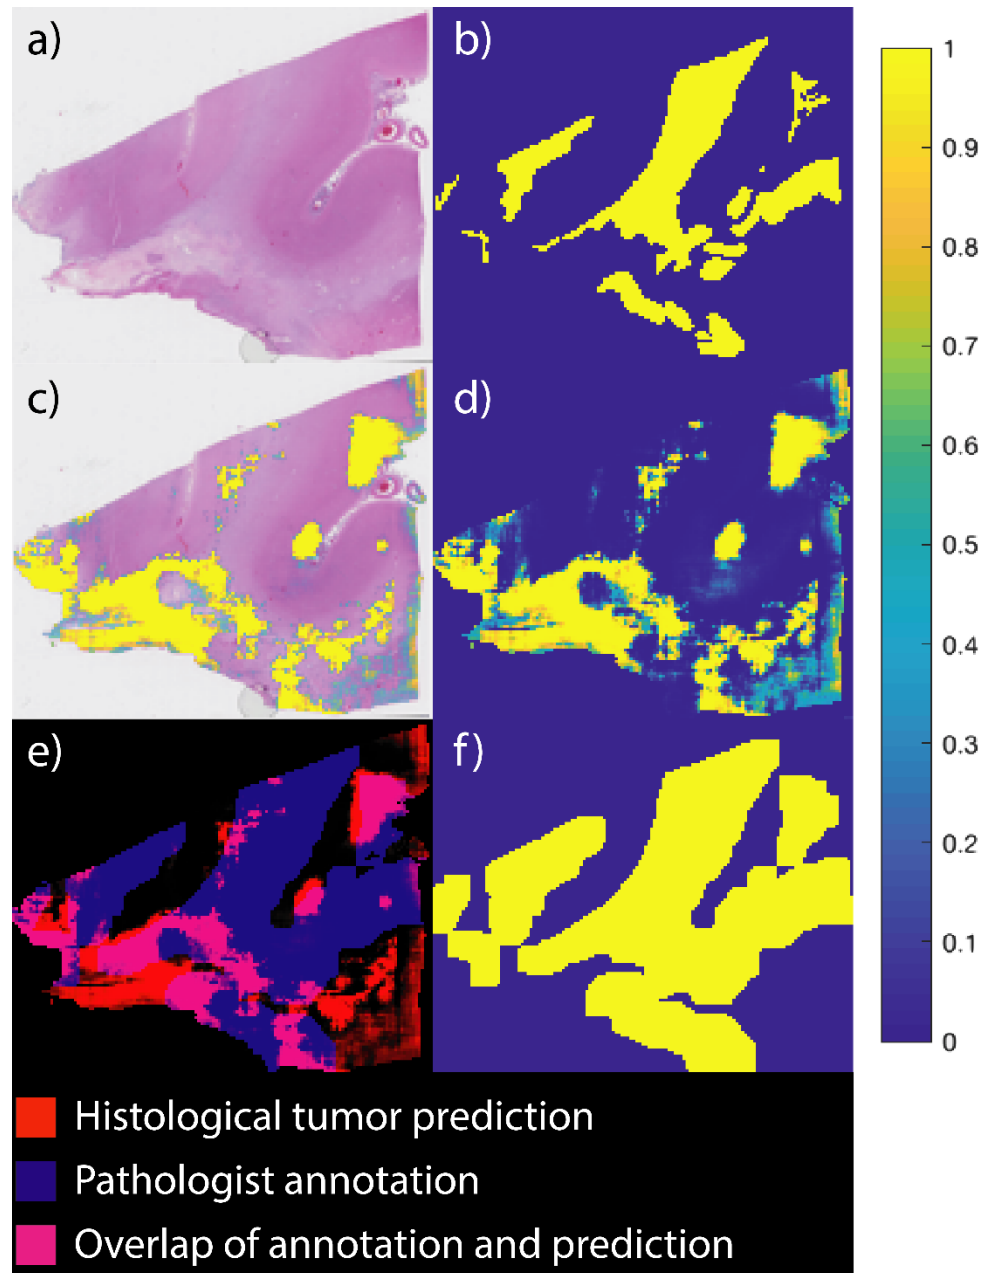 a)
b)
c)
d)
e)
f)
1
0.9
0.8
0.7
0.6
0.5
0.4
0.3
0.2
0.1
0
Histological tumor prediction
Pathologist annotation
Overlap of annotation and prediction